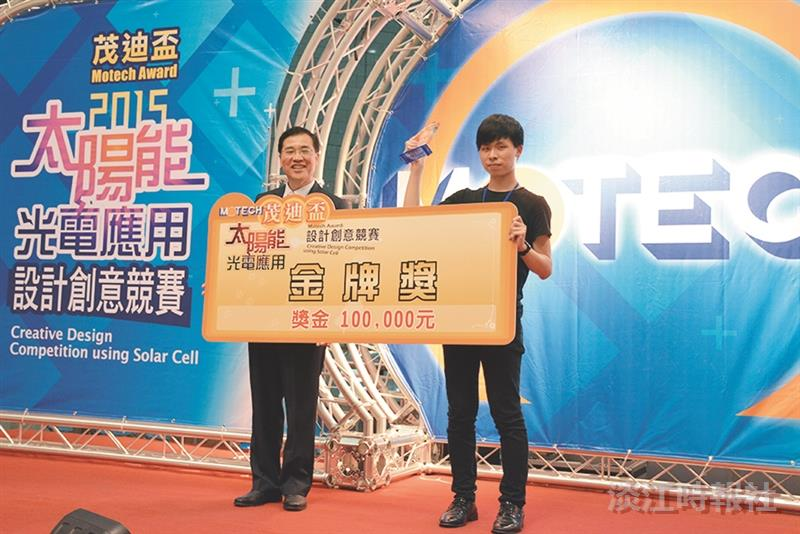 茂迪盃
Motech Award
2015
太陽能
光電應用
設計創意競賽
Creative Design
Competition using Solar Cell
MOTECH 茂迪盃
Motech Award
太陽能
光電應用
設計創意競賽
Creative Design Competition
using Solar Cell
金牌獎
獎金 100,000元
MOTEC
淡江時報社